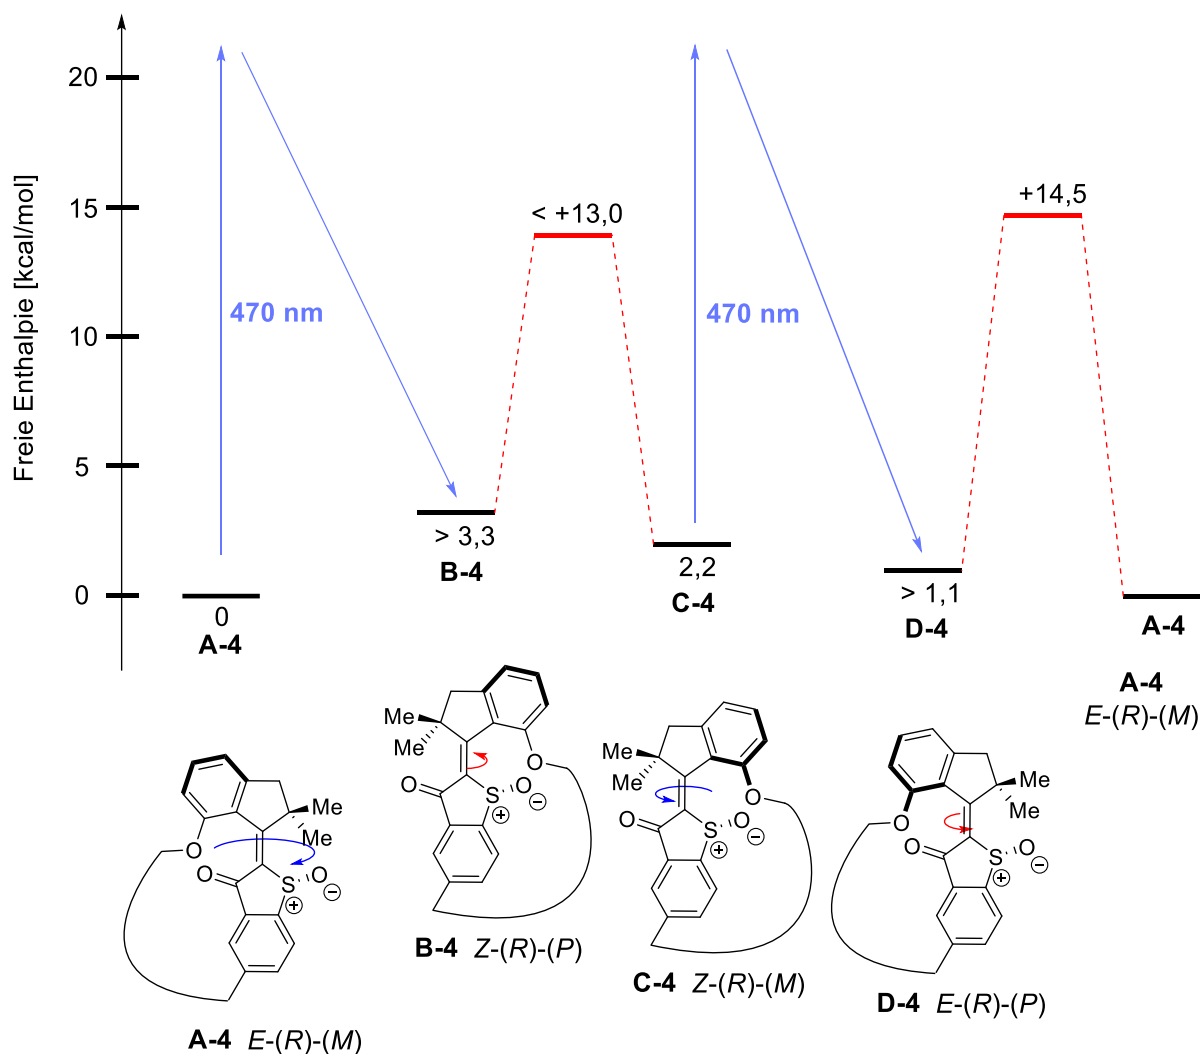 Freie Enthalpie [kcal/mol]
20
15
10
5
0
470 nm
470 nm
< +13,0
+14,5
> 3,3
B-4
2,2
C-4
> 1,1
D-4
0
A-4
A-4
A-4
E-(R)-(M)
Me
Me
O
O
S
O
+
−
B-4 Z-(R)-(P)
Me
Me
O
O
S
O
+
−
C-4 Z-(R)-(M)
Me
Me
O
O
S
O
+
−
D-4 E-(R)-(P)
Me
Me
O
O
S
O
+
−
A-4 E-(R)-(M)